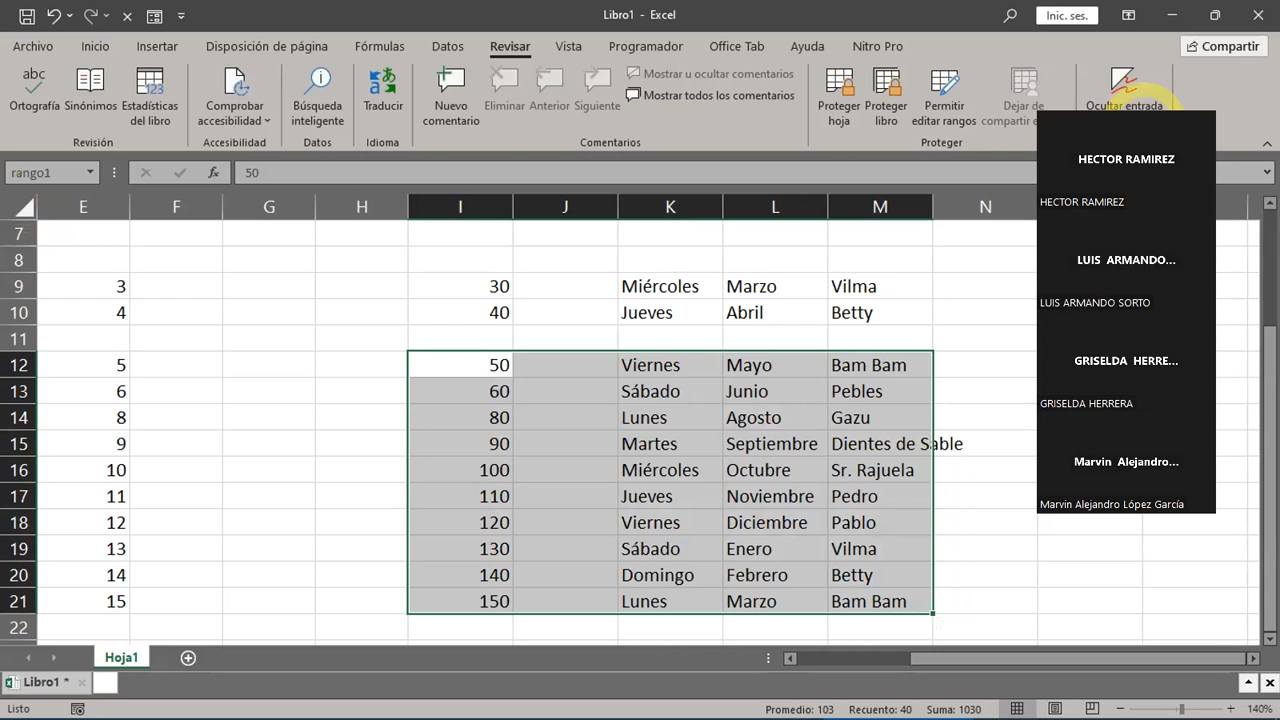 Libro1 - Excel
Inic. ses.
Archivo Inicio Insertar Disposición de página Fórmulas Datos Revisar Vista Programador Office Tab Ayuda Nitro Pro Compartir
abc
Ortografía Sinónimos Estadísticas del libro
Revisión
Comprobar accesibilidad
Accesibilidad
Búsqueda inteligente
Datos
Traducir
Idioma
Nuevo comentario Eliminar Anterior Siguiente
Mostrar u ocultar comentarios
Mostrar todos los comentarios
Comentarios
Proteger hoja Proteger libro Permitir editar rangos Dejar de
Proteger
Ocultar entrada
rango1 fx 50
E F G H I J K L M N
7
8
9 3 30 Miércoles Marzo Vilma
10 4 40 Jueves Abril Betty
11
12 5 50 Viernes Mayo Bam Bam
13 6 60 Sábado Junio Pebles
14 8 80 Lunes Agosto Gazu
15 9 90 Martes Septiembre Dientes de Sable
16 10 100 Miércoles Octubre Sr. Rajuela
17 11 110 Jueves Noviembre Pedro
18 12 120 Viernes Diciembre Pablo
19 13 130 Sábado Enero Vilma
20 14 140 Domingo Febrero Betty
21 15 150 Lunes Marzo Bam Bam
22
HECTOR RAMIREZ
HECTOR RAMIREZ
LUIS ARMANDO...
LUIS ARMANDO SORTO
GRISELDA HERRE...
GRISELDA HERRERA
Marvin Alejandro...
Marvin Alejandro López García
Hoja1
Libro1 *
Listo Promedio: 103 Recuento: 40 Suma: 1030 140%